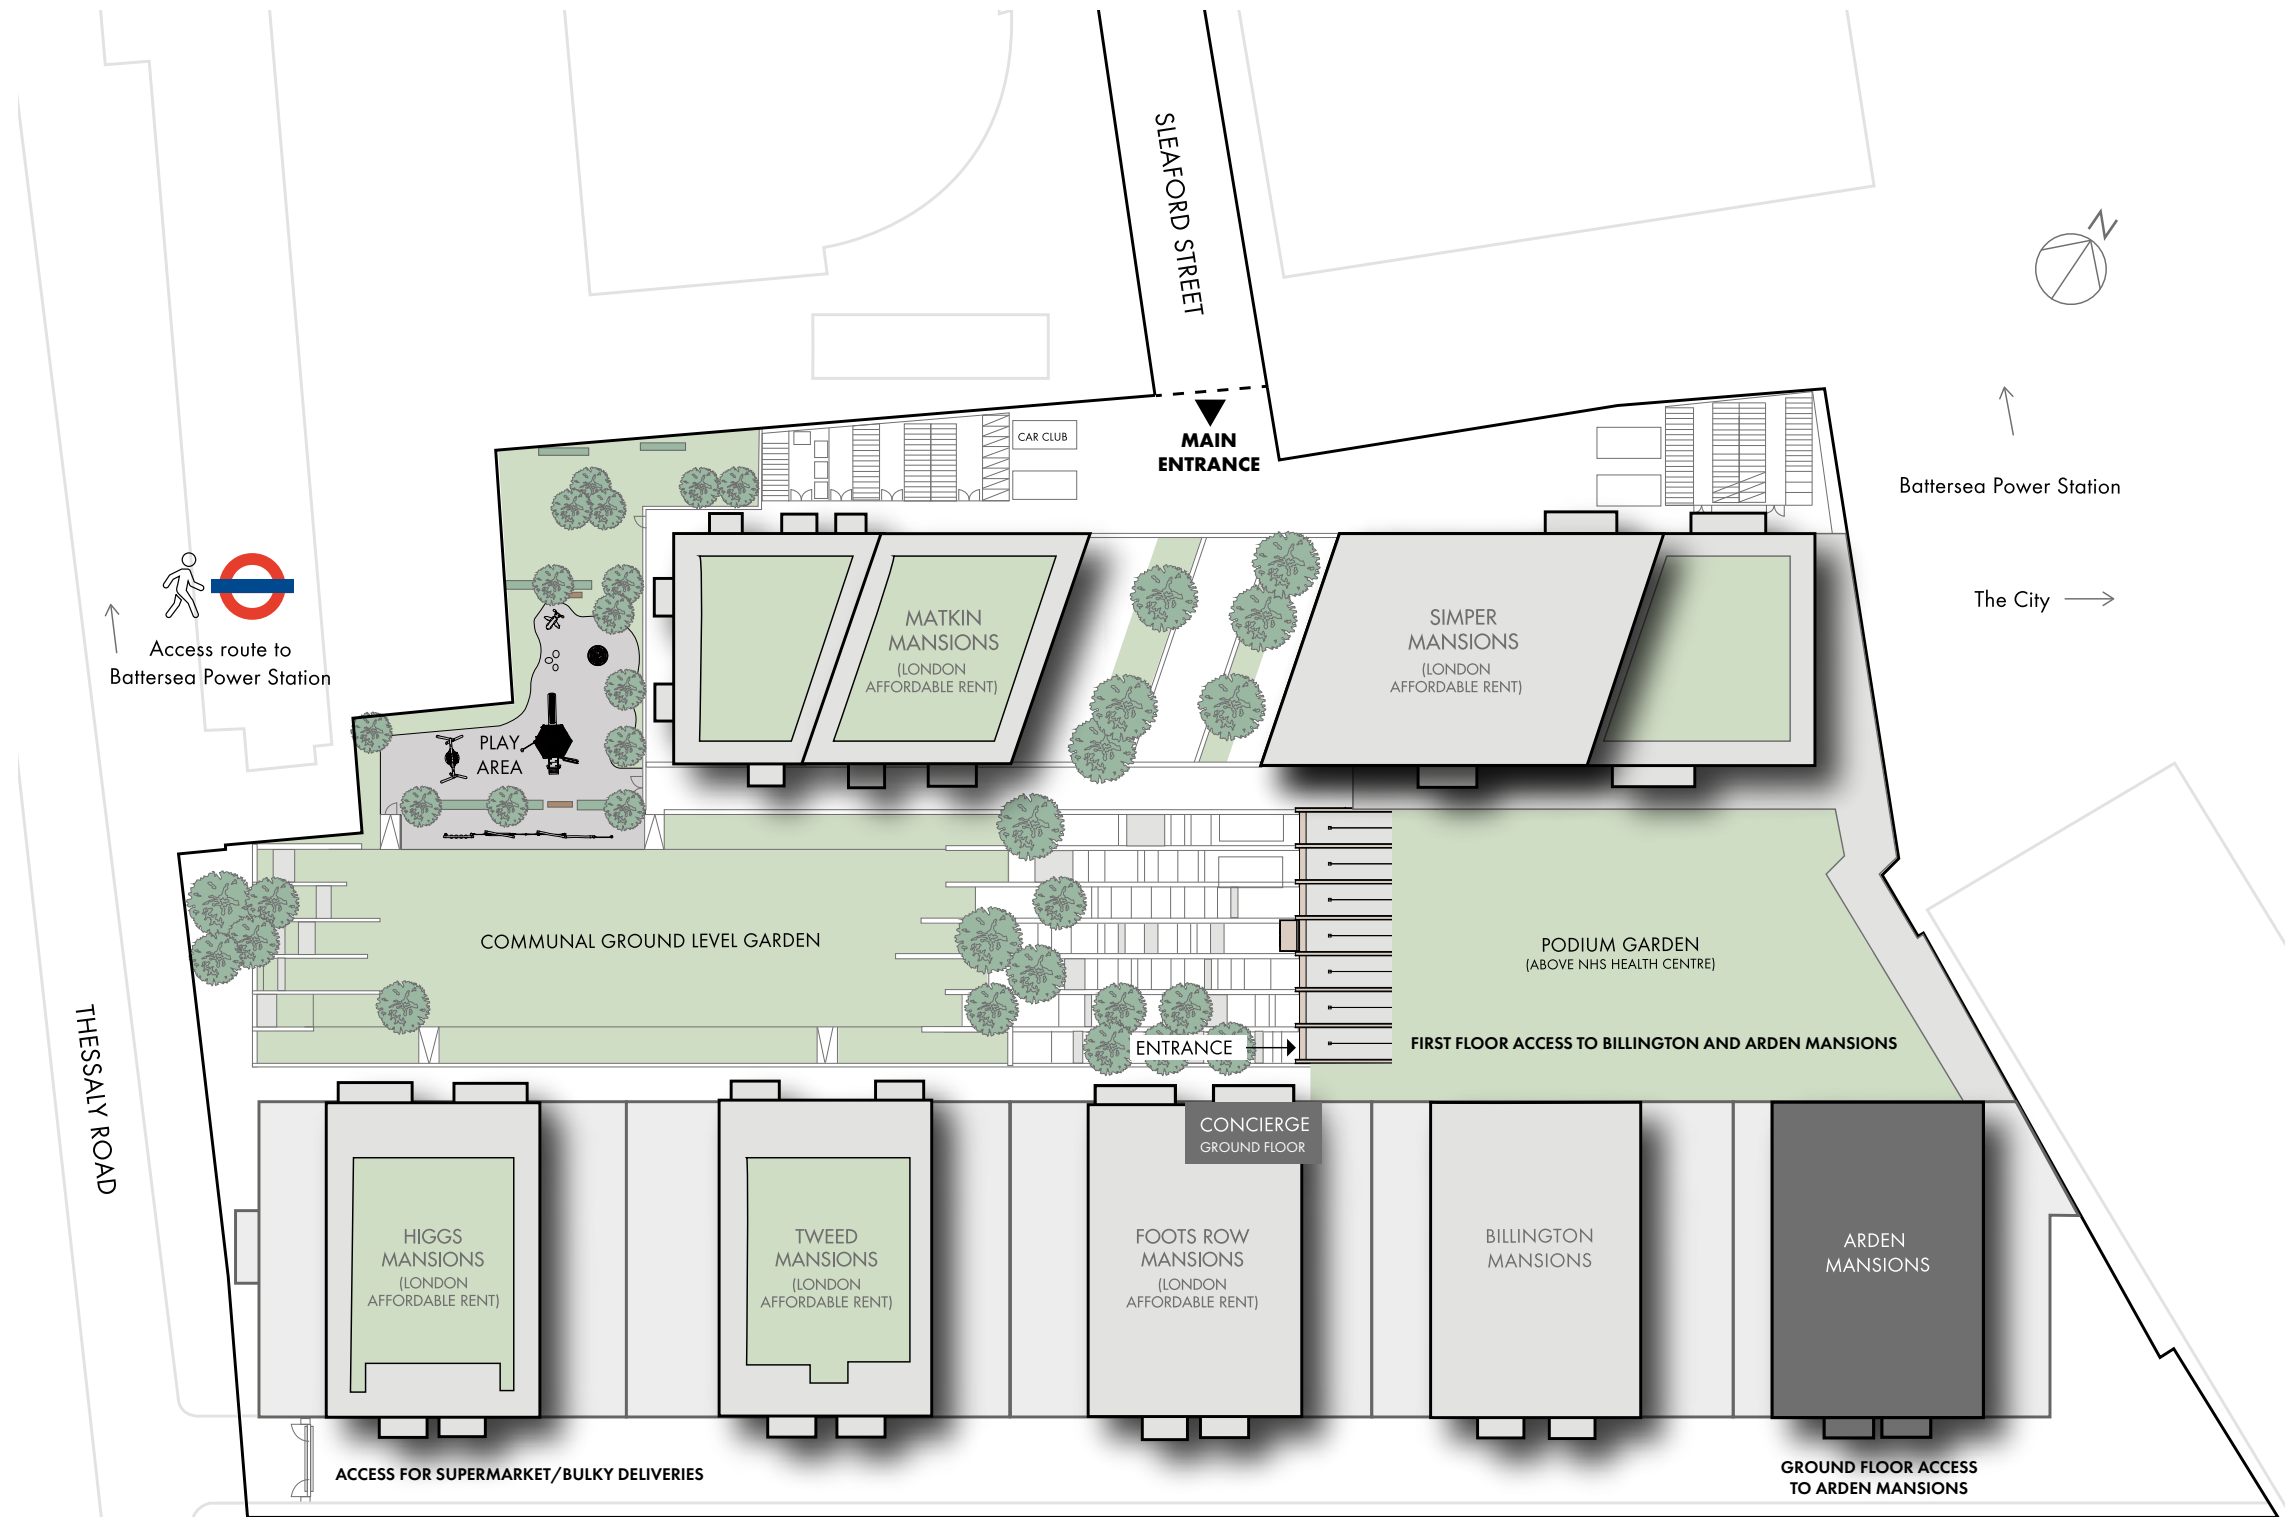 SLEAFORD STREET
N
CAR CLUB
MAIN
ENTRANCE
Battersea Power Station
The City
Access route to
Battersea Power Station
MATKIN
MANSIONS
(LONDON
AFFORDABLE RENT)
SIMPER
MANSIONS
(LONDON
AFFORDABLE RENT)
PLAY
AREA
COMMUNAL GROUND LEVEL GARDEN
PODIUM GARDEN
(ABOVE NHS HEALTH CENTRE)
ENTRANCE
FIRST FLOOR ACCESS TO BILLINGTON AND ARDEN MANSIONS
THESSALY ROAD
CONCIERGE
GROUND FLOOR
HIGGS
MANSIONS
(LONDON
AFFORDABLE RENT)
TWEED
MANSIONS
(LONDON
AFFORDABLE RENT)
FOOTS ROW
MANSIONS
(LONDON
AFFORDABLE RENT)
BILLINGTON
MANSIONS
ARDEN
MANSIONS
ACCESS FOR SUPERMARKET/BULKY DELIVERIES
GROUND FLOOR ACCESS
TO ARDEN MANSIONS